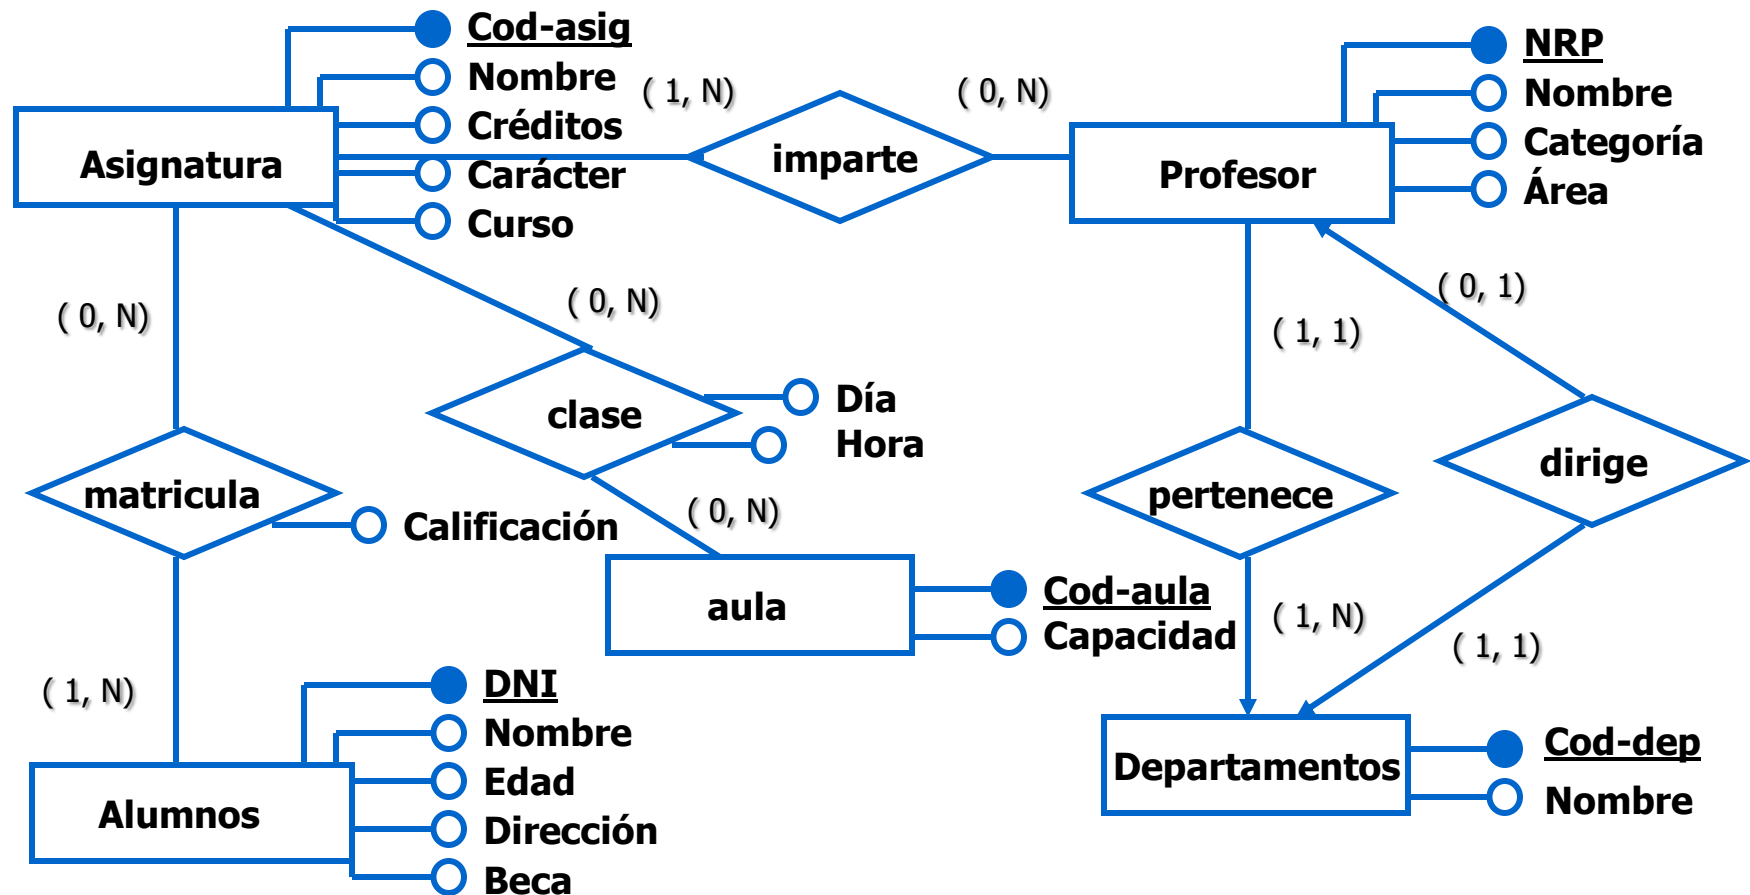 Cod-asig
Nombre
Créditos
Carácter
Curso
Asignatura
( 1, N)
imparte
( 0, N)
NRP
Nombre
Categoría
Área
Profesor
( 0, N)
( 0, N)
( 1, 1)
( 0, 1)
clase
Día
Hora
matricula
Calificación
( 0, N)
pertenece
dirige
aula
Cod-aula
Capacidad
( 1, N)
( 1, 1)
( 1, N)
DNI
Nombre
Edad
Dirección
Beca
Alumnos
Departamentos
Cod-dep
Nombre